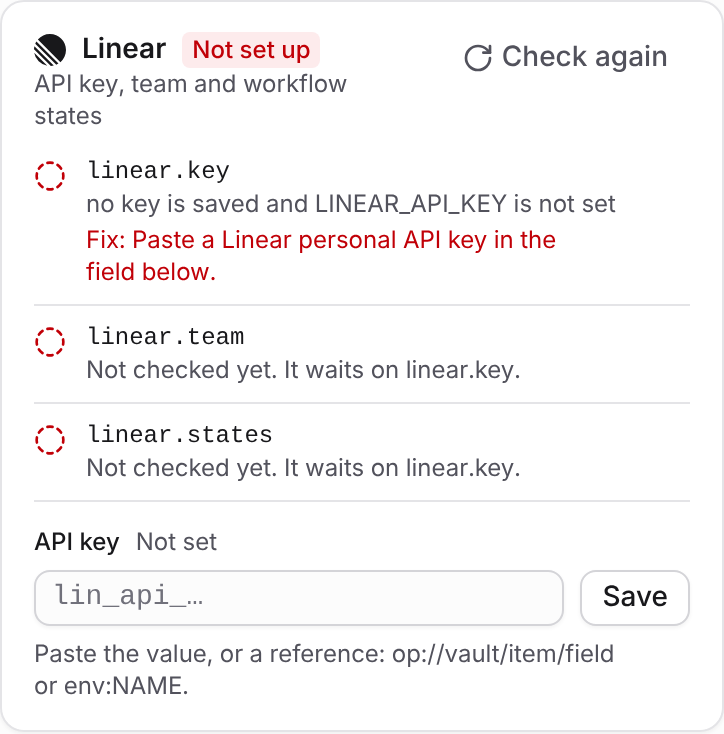 Linear Not set up
Check again
API key, team and workflow
states
linear.key
no key is saved and LINEAR_API_KEY is not set
Fix: Paste a Linear personal API key in the
field below.
linear.team
Not checked yet. It waits on linear.key.
linear.states
Not checked yet. It waits on linear.key.
API key Not set
lin_api_…
Save
Paste the value, or a reference: op://vault/item/field
or env:NAME.